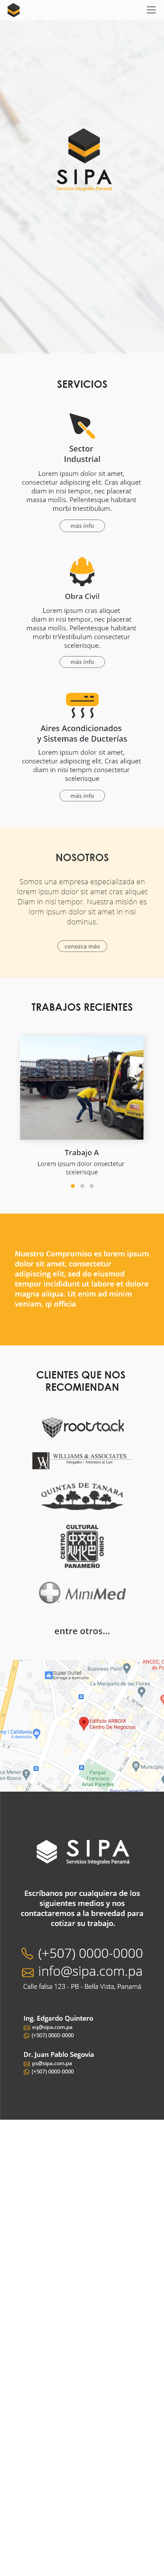 SIPA
Servicios Integrales Panamá
SERVICIOS
Sector
Industrial
Lorem ipsum dolor sit amet,
consectetur adipiscing elit. Cras aliquet
diam in nisi tempor, nec placerat
massa mollis. Pellentesque habitant
morbi triestibulum.
más info
Obra Civil
Lorem ipsum cras aliquet
diam in nisi tempor, nec placerat
massa mollis. Pellentesque habitant
morbi trVestibulum consectetur
scelerisque.
más info
Aires Acondicionados
y Sistemas de Ducterías
Lorem ipsum dolor sit amet,
consectetur adipiscing elit. Cras aliquet
diam in nisi tempm consectetur
scelerisque
más info
NOSOTROS
Somos una empresa especializada en
lorem ipsum dolor sit amet cras aliquet
Diam in nisi tempor. Nuestra misión es
lorm ipsum dolor sit amet in nisi
dominus.
conozca más
TRABAJOS RECIENTES
Trabajo A
Lorem ipsum dolor onsectetur
scelerisque
Nuestro Compromiso es lorem ipsum
dolor sit amet, consectetur
adipiscing elit, sed do eiusmod
tempor incididunt ut labore et dolore
magna aliqua. Ut enim ad minim
veniam, qi officia
CLIENTES QUE NOS
RECOMIENDAN
rootstack
W
WILLIAMS & ASSOCIATES
Abogados / Attorneys at Law
QUINTAS DE TANARA
CULTURAL
CENTRO
CHINO
PANAMEÑO
MiniMed
entre otros...
ANCEC,
de Pa
Super Outlet
Entrega a domicilio
Business Point
La Marqueta de las Flores
Edificio ARBOIX
Centro De Negocios
ey | Calidonia
a domicilio
Municipio
Parque
Francisco
Arias Paredes
SIPA
Servicios Integrales Panamá
Escríbanos por cualquiera de los
siguientes medios y nos
contactaremos a la brevedad para
cotizar su trabajo.
(+507) 0000-0000
info@sipa.com.pa
Calle falsa 123 - PB - Bella Vista, Panamá
Ing. Edgardo Quintero
eq@sipa.com.pa
(+507) 0000-0000
Dr. Juan Pablo Segovia
ps@sipa.com.pa
(+507) 0000-0000